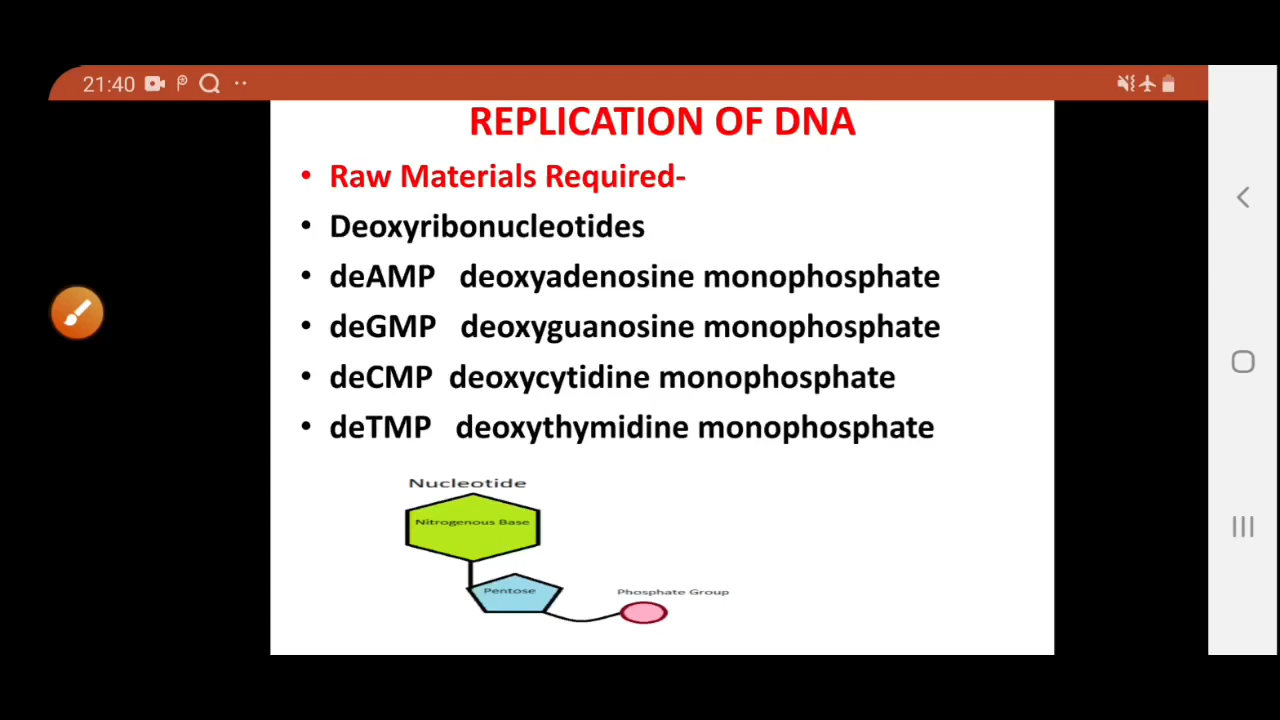 21:40
REPLICATION OF DNA
• Raw Materials Required-
• Deoxyribonucleotides
• deAMP deoxyadenosine monophosphate
• deGMP deoxyguanosine monophosphate
• deCMP deoxycytidine monophosphate
• deTMP deoxythymidine monophosphate
Nucleotide
Nitrogenous Base
Pentose
Phosphate Group